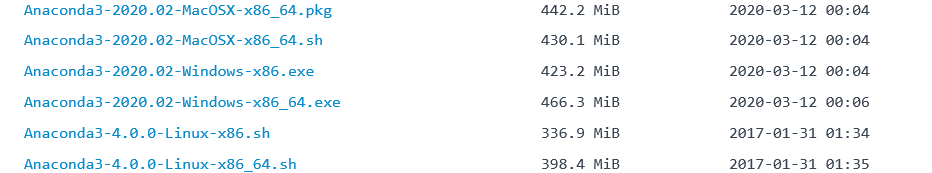 Anaconda3-2020.02-MacOSX-x86_64.pkg 442.2 MiB 2020-03-12 00:04
Anaconda3-2020.02-MacOSX-x86_64.sh 430.1 MiB 2020-03-12 00:04
Anaconda3-2020.02-Windows-x86.exe 423.2 MiB 2020-03-12 00:04
Anaconda3-2020.02-Windows-x86_64.exe 466.3 MiB 2020-03-12 00:06
Anaconda3-4.0.0-Linux-x86.sh 336.9 MiB 2017-01-31 01:34
Anaconda3-4.0.0-Linux-x86_64.sh 398.4 MiB 2017-01-31 01:35